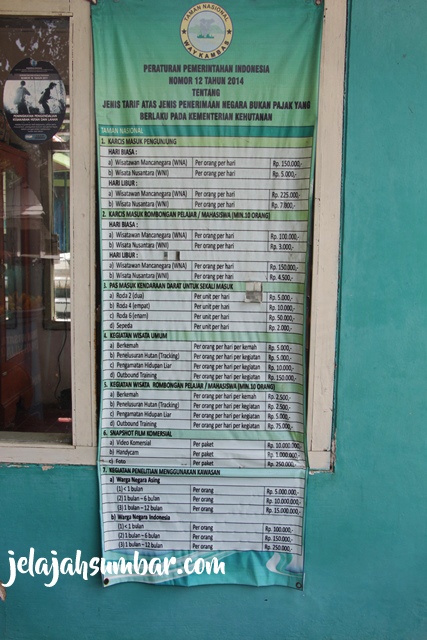 TAMAN NASIONAL
WAY KAMBAS
PERATURAN PEMERINTAHAN INDONESIA
NOMOR 12 TAHUN 2014
TENTANG
JENIS TARIF ATAS JENIS PENERIMAAN NEGARA BUKAN PAJAK YANG
BERLAKU PADA KEMENTERIAN KEHUTANAN
TAMAN NASIONAL
1. KARCIS MASUK PENGUNJUNG
HARI BIASA :
a) Wisatawan Mancanegara (WNA) Per orang per hari Rp. 150.000,-
b) Wisata Nusantara (WNI) Per orang per hari Rp. 5.000,-
HARI LIBUR :
a) Wisatawan Mancanegara (WNA) Per orang per hari Rp. 225.000
b) Wisata Nusantara (WNI) Per orang per hari Rp. 7.500,-
2. KARCIS MASUK ROMBONGAN PELAJAR / MAHASISWA (MIN.10 ORANG)
HARI BIASA :
a) Wisatawan Mancanegara (WNA) Per orang per hari Rp. 100.000,-
b) Wisata Nusantara (WNI) Per orang per hari Rp. 3.000,-
HARI LIBUR :
a) Wisatawan Mancanegara (WNA) Per orang per hari Rp. 150.000
b) Wisata Nusantara (WNI) Per orang per hari Rp. 4.500,-
3. PAS MASUK KENDARAAN DARAT UNTUK SEKALI MASUK
a) Roda 2 (dua) Per unit per hari Rp. 5.000,-
b) Roda 4 (empat) Per unit per hari Rp. 10.000
c) Roda 6 (enam) Per unit per hari Rp. 50.000
d) Sepeda Per unit per hari Rp. 2.000,-
4. KEGIATAN WISATA UMUM
a) Berkemah Per orang per hari per kemah Rp. 5.000,-
b) Penelusuran Hutan (Tracking) Per orang per hari per kegiatan Rp. 5.000,-
c) Pengamatan Hidupan Liar Per orang per hari per kegiatan Rp. 10.000,-
d) Outbound Training Per orang per hari per kegiatan Rp. 150.000
5. KEGIATAN WISATA ROMBONGAN PELAJAR / MAHASISWA (MIN.10 ORANG)
a) Berkemah Per orang per hari per kemah Rp. 2.500,-
b) Penelusuran Hutan (Tracking) Per orang per hari per kegiatan Rp. 2.500,-
c) Pengamatan Hidupan Liar Per orang per hari per kegiatan Rp. 5.000,-
d) Outbound Training Per orang per hari per kegiatan Rp. 75.000,-
6. SNAPSHOT FILM KOMERSIAL
a) Video Komersial Per paket Rp. 10.000.000
b) Handycam Per paket Rp. 1.000.000
c) Foto Per paket Rp. 250.000,-
7. KEGIATAN PENELITIAN MENGGUNAKAN KAWASAN
a) Warga Negara Asing
(1) < 1 bulan Per orang Rp. 5.000.000,-
(2) 1 bulan – 6 bulan Per orang Rp. 10.000.000,-
(3) 1 bulan – 12 bulan Per orang Rp. 15.000.000,-
b) Warga Negara Indonesia
(1) <1 bulan Per orang Rp. 100.000,-
(2) 1 bulan – 6 bulan Per orang Rp. 150.000
(3) 1 bulan – 12 bulan Per orang Rp. 250.000
jelajahsumbar.com